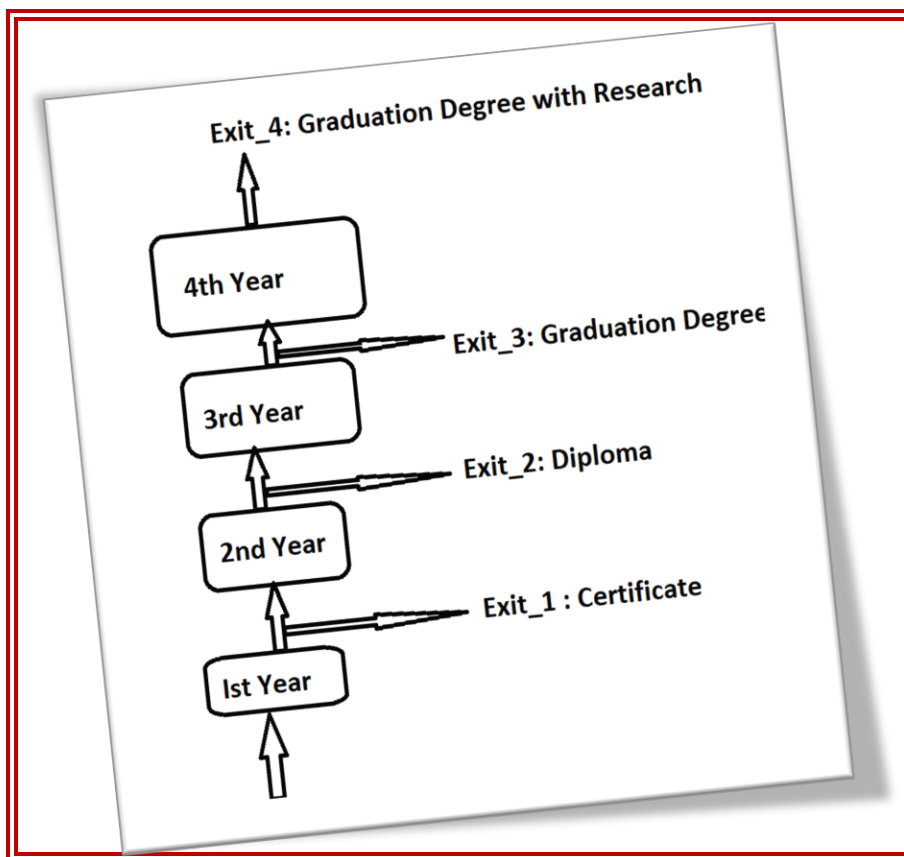 Exit_4: Graduation Degree with Research
4th Year
Exit_3: Graduation Degree
3rd Year
Exit_2: Diploma
2nd Year
Exit_1 : Certificate
Ist Year